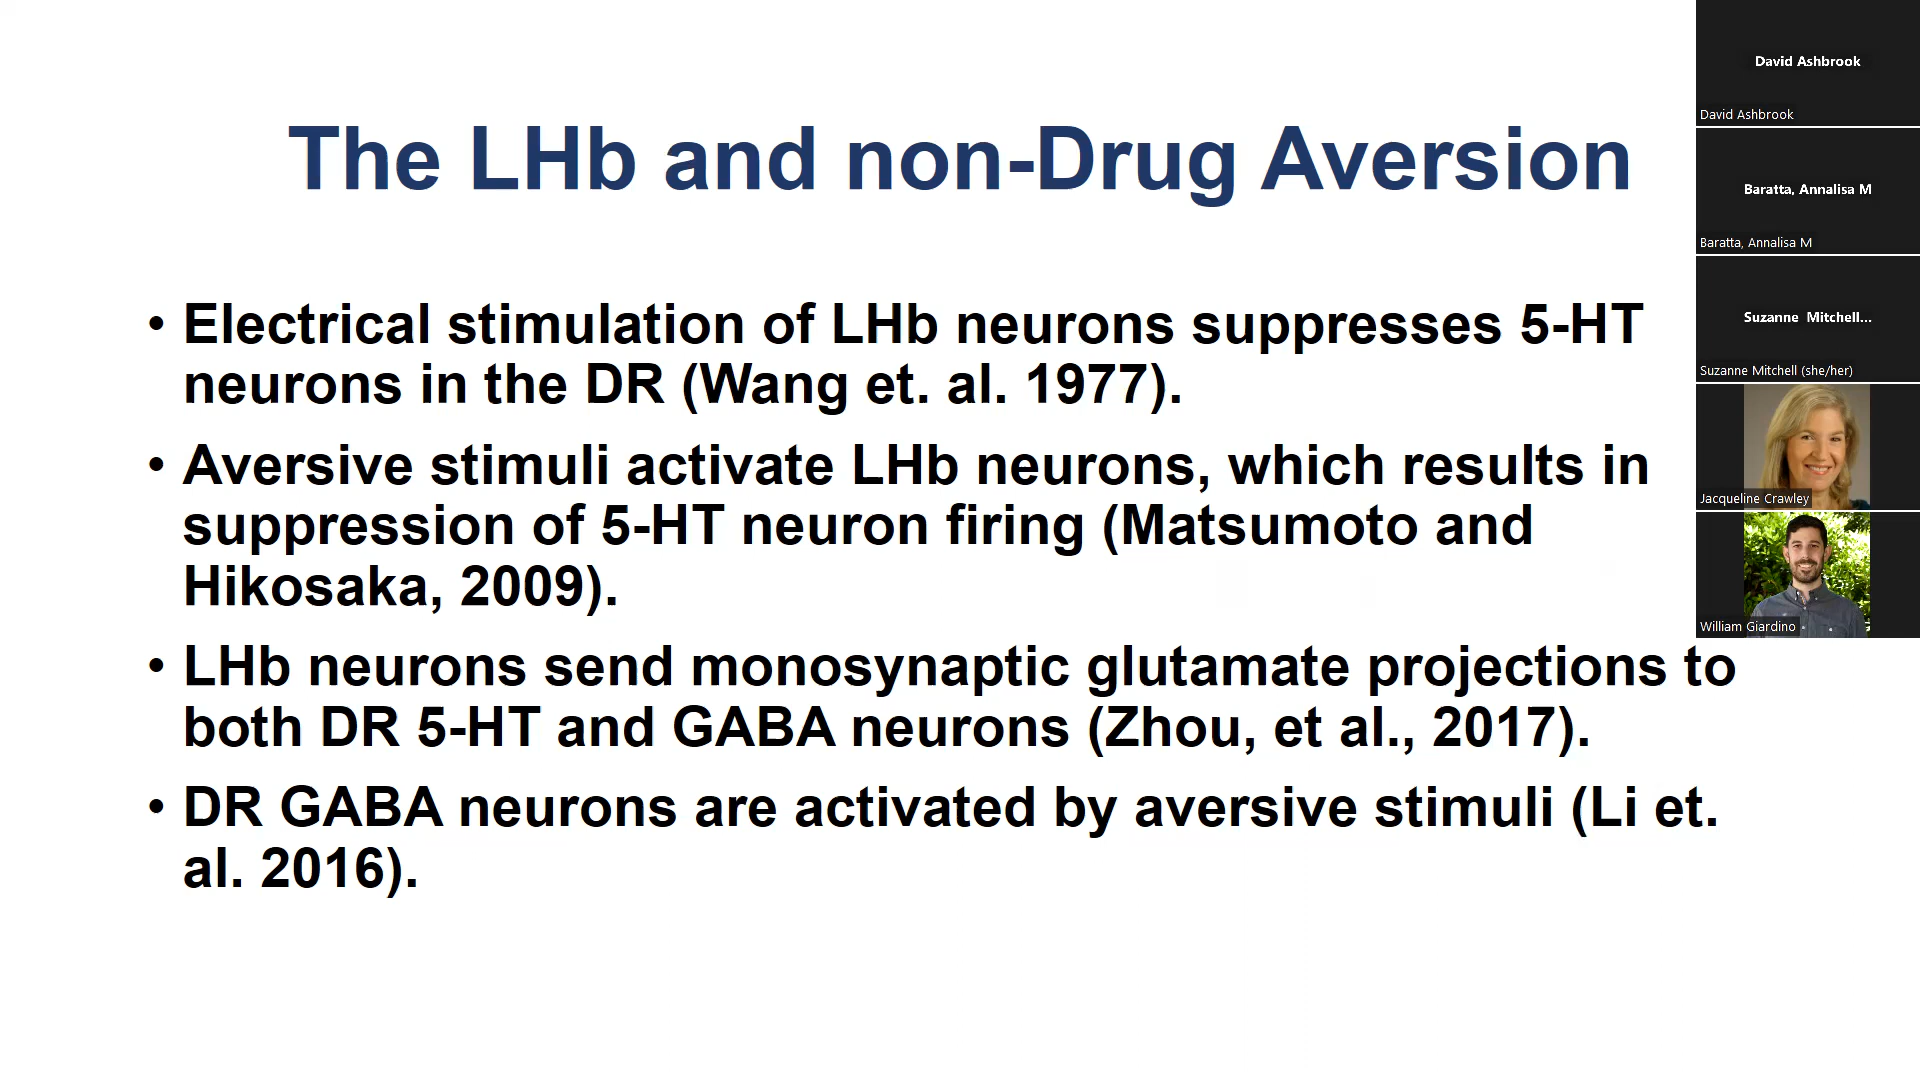 The LHb and non-Drug Aversion
• Electrical stimulation of LHb neurons suppresses 5-HT
neurons in the DR (Wang et. al. 1977).
• Aversive stimuli activate LHb neurons, which results in
suppression of 5-HT neuron firing (Matsumoto and
Hikosaka, 2009).
• LHb neurons send monosynaptic glutamate projections to
both DR 5-HT and GABA neurons (Zhou, et al., 2017).
• DR GABA neurons are activated by aversive stimuli (Li et.
al. 2016).
David Ashbrook
David Ashbrook
Baratta, Annalisa M
Baratta, Annalisa M
Suzanne Mitchell...
Suzanne Mitchell (she/her)
Jacqueline Crawley
William Giardino